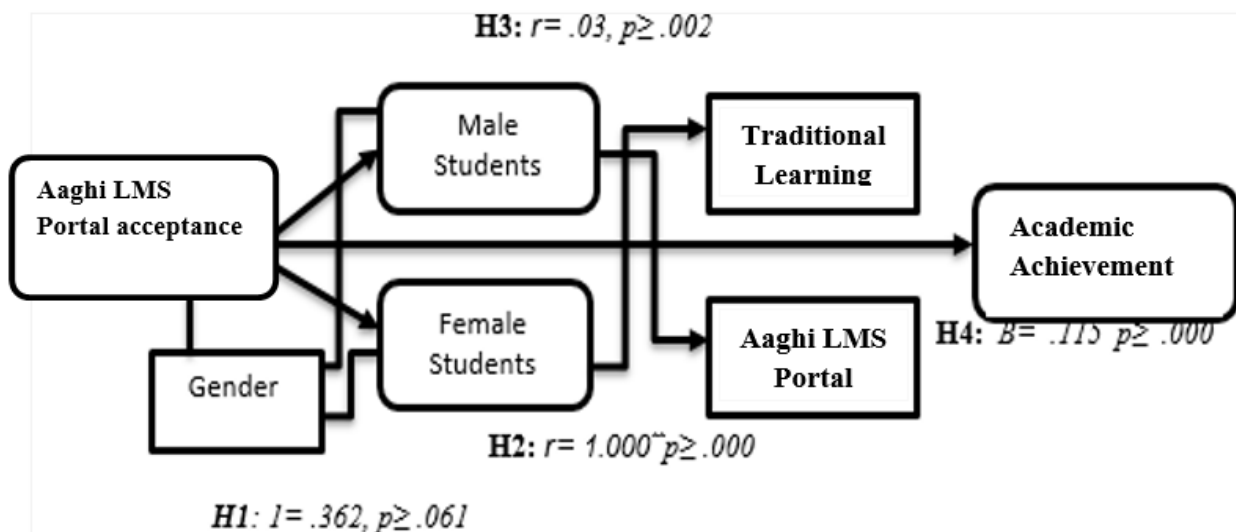 H3: r= .03, p≥ .002
Male
Students
Traditional
Learning
Aaghi LMS
Portal acceptance
Academic
Achievement
Female
Students
Aaghi LMS
Portal
H4: B= .115 p≥ .000
Gender
H2: r= 1.000** p≥ .000
H1: 1= .362, p≥ .061